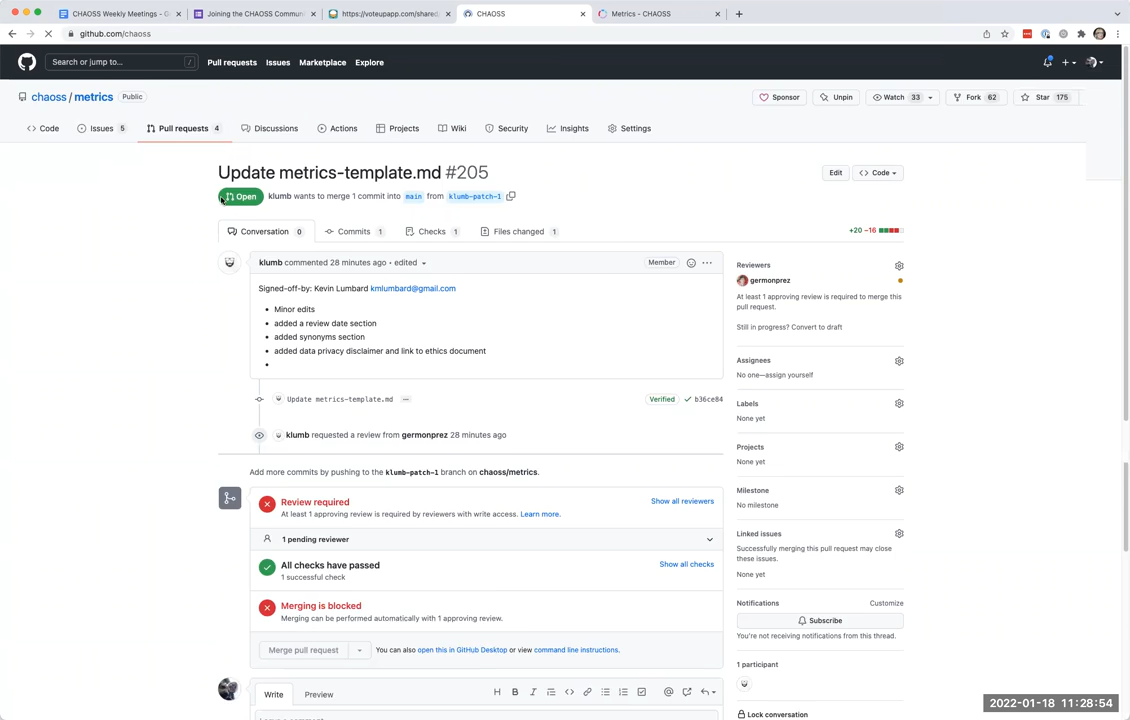 CHAOSS Weekly Meetings - G
Joining the CHAOSS Commun
https://voteupapp.com/shared
CHAOSS
Metrics - CHAOSS
github.com/chaoss
Search or jump to...
/
Pull requests
Issues
Marketplace
Explore
chaoss / metrics
Public
Sponsor
Unpin
Watch 33
Fork 62
Star 175
Code
Issues 5
Pull requests 4
Discussions
Actions
Projects
Wiki
Security
Insights
Settings
Update metrics-template.md #205
Edit
Code
Open
klumb wants to merge 1 commit into main from klumb-patch-1
Conversation 0
Commits 1
Checks 1
Files changed 1
+20 −16
klumb commented 28 minutes ago • edited
Member
Signed-off-by: Kevin Lumbard kmlumbard@gmail.com
• Minor edits
• added a review date section
• added synonyms section
• added data privacy disclaimer and link to ethics document
•
Update metrics-template.md
Verified
b36ce84
klumb requested a review from germonprez 28 minutes ago
Add more commits by pushing to the klumb-patch-1 branch on chaoss/metrics.
Review required
Show all reviewers
At least 1 approving review is required by reviewers with write access. Learn more.
1 pending reviewer
All checks have passed
Show all checks
1 successful check
Merging is blocked
Merging can be performed automatically with 1 approving review.
Merge pull request
You can also open this in GitHub Desktop or view command line instructions.
Write
Preview
H B I
Leave a comment
Reviewers
germonprez
At least 1 approving review is required to merge this
pull request.
Still in progress? Convert to draft
Assignees
No one—assign yourself
Labels
None yet
Projects
None yet
Milestone
No milestone
Linked issues
Successfully merging this pull request may close
these issues.
None yet
Notifications
Customize
Subscribe
You're not receiving notifications from this thread.
1 participant
Lock conversation
2022-01-18 11:28:54